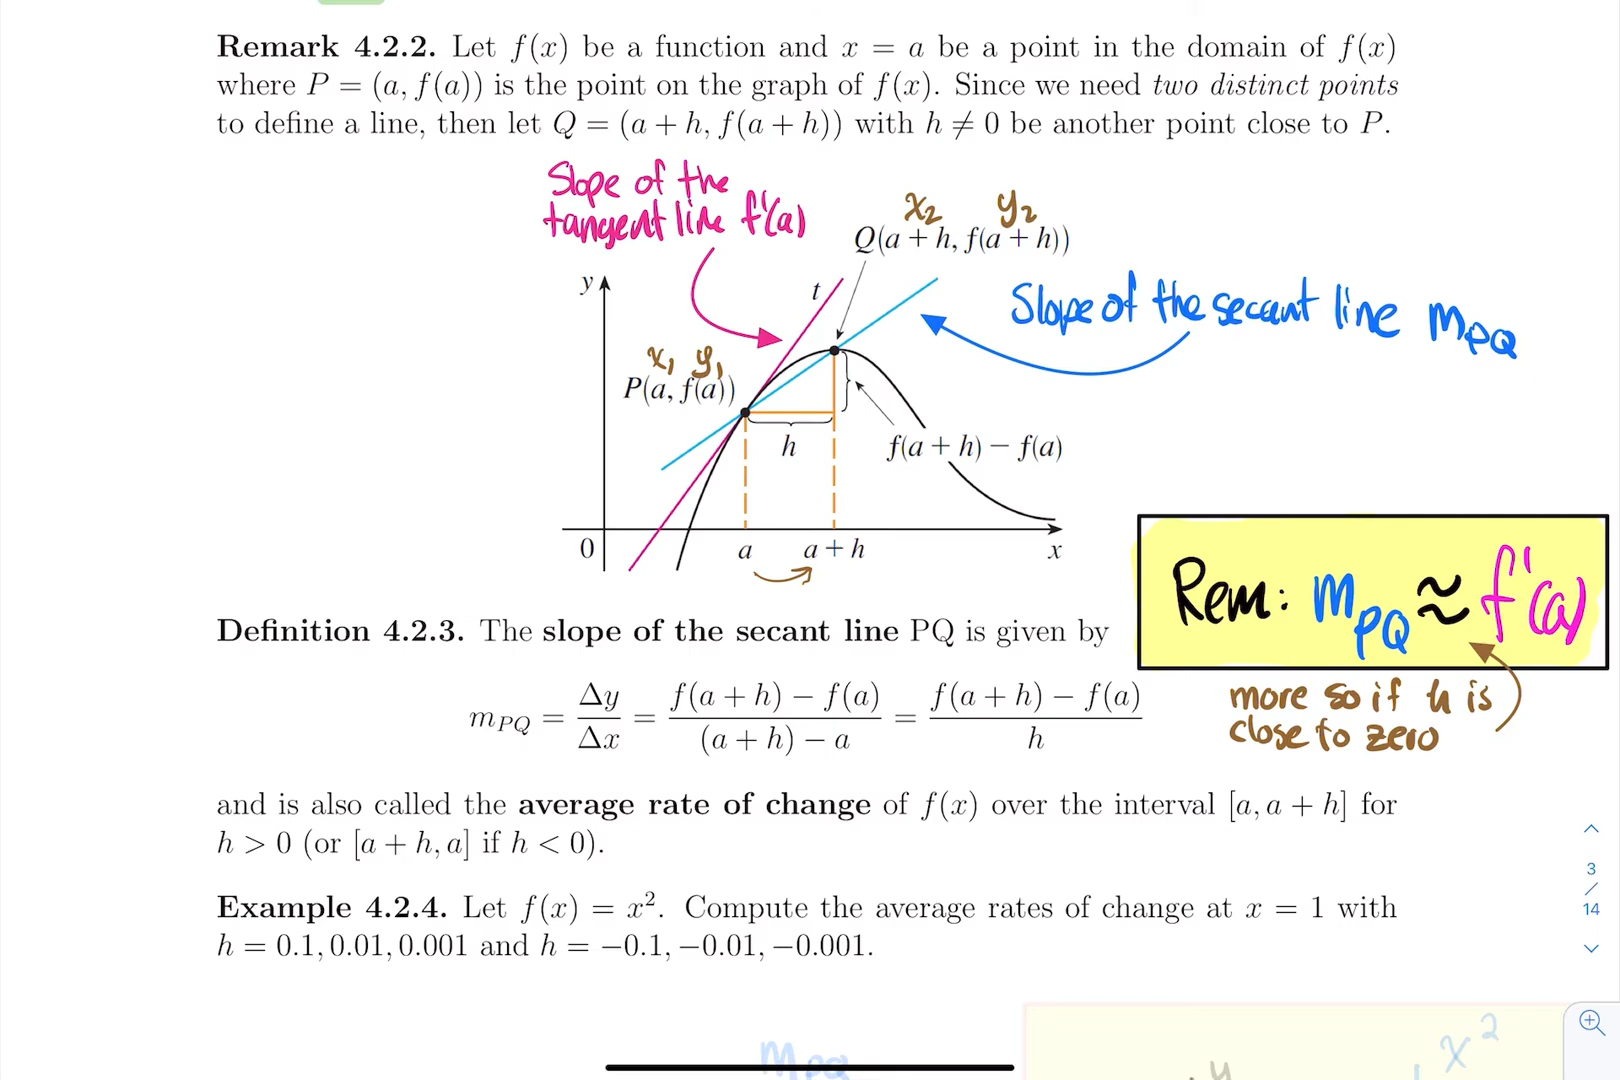 Remark 4.2.2. Let f(x) be a function and x = a be a point in the domain of f(x)
where P = (a, f(a)) is the point on the graph of f(x). Since we need two distinct points
to define a line, then let Q = (a + h, f(a + h)) with h ≠ 0 be another point close to P.
Slope of the
tangent line f'(a)
x₂ y₂
Q(a + h, f(a + h))
y
t
Slope of the secant line m_PQ
x₁ y₁
P(a, f(a))
h
f(a + h) − f(a)
0
a
a + h
x
Rem: m_PQ ≈ f'(a)
more so if h is
close to zero
Definition 4.2.3. The slope of the secant line PQ is given by
m_PQ = Δy/Δx = (f(a + h) − f(a))/((a + h) − a) = (f(a + h) − f(a))/h
and is also called the average rate of change of f(x) over the interval [a, a + h] for
h > 0 (or [a + h, a] if h < 0).
3
/
14
Example 4.2.4. Let f(x) = x². Compute the average rates of change at x = 1 with
h = 0.1, 0.01, 0.001 and h = −0.1, −0.01, −0.001.
x²
m_PQ
y